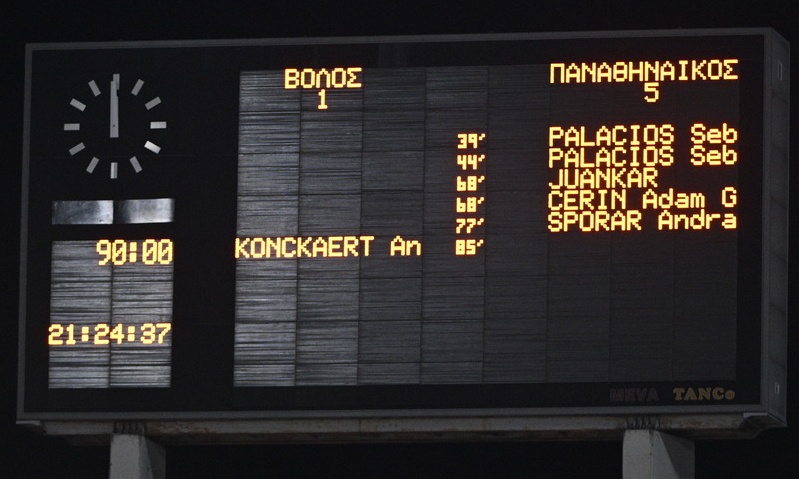 ΒΟΛΟΣ ΠΑΝΑΘΗΝΑΙΚΟΣ
1 5
39' PALACIOS Seb
44' PALACIOS Seb
68' JUANKAR
68' CERIN Adam G
77' SPORAR Andra
90:00 KONCKAERT An 85'
21:24:37
MEVA TANCo